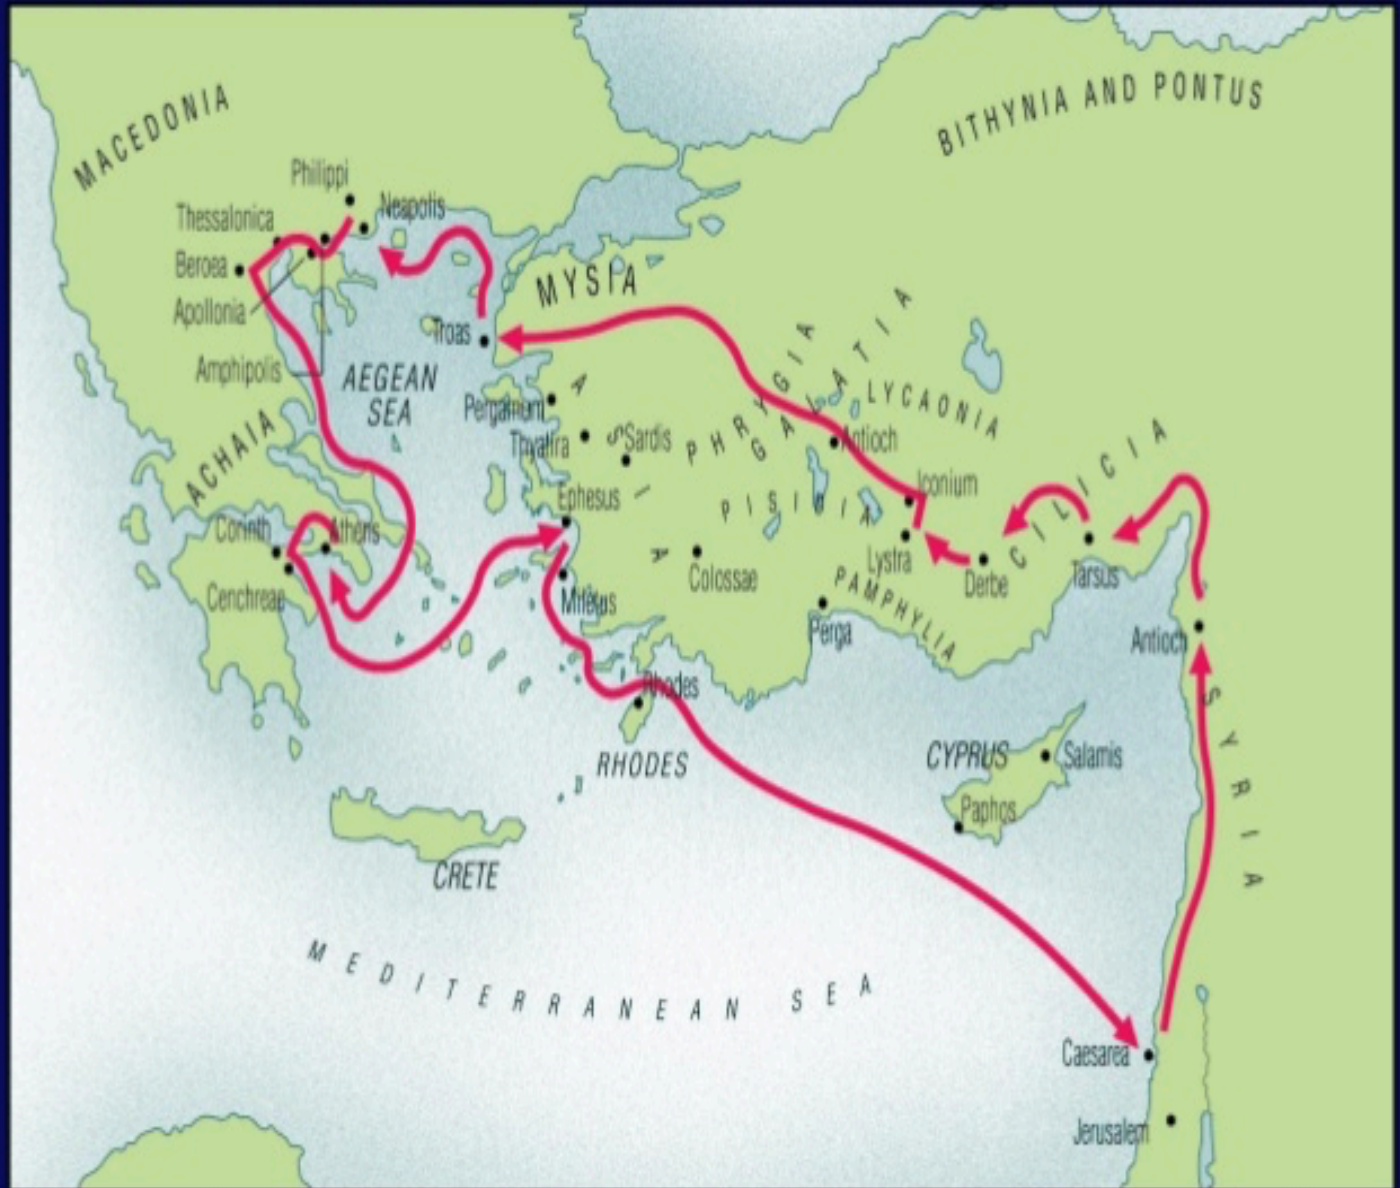 MACEDONIA
BITHYNIA AND PONTUS
Philippi
Neapolis
Thessalonica
Beroea
Apollonia
Amphipolis
MYSIA
Troas
AEGEAN
SEA
ACHAIA
Pergamum
Thyatira
Sardis
ASIA
PHRYGIA
GALATIA
LYCAONIA
Antioch
Iconium
CILICIA
Ephesus
PISIDIA
Corinth
Athens
Cenchreae
Miletus
Colossae
Lystra
Derbe
Tarsus
PAMPHYLIA
Perga
Antioch
Rhodes
RHODES
SYRIA
CYPRUS
Salamis
Paphos
CRETE
MEDITERRANEAN SEA
Caesarea
Jerusalem